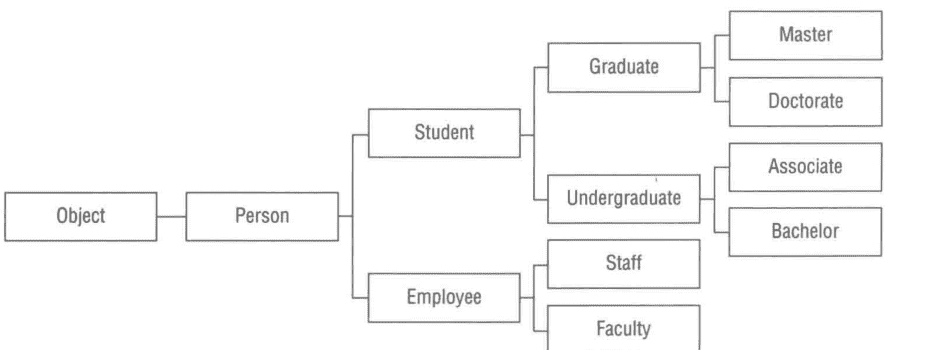 Master
Graduate
Doctorate
Student
Associate
Undergraduate
Object
Person
Bachelor
Staff
Employee
Faculty